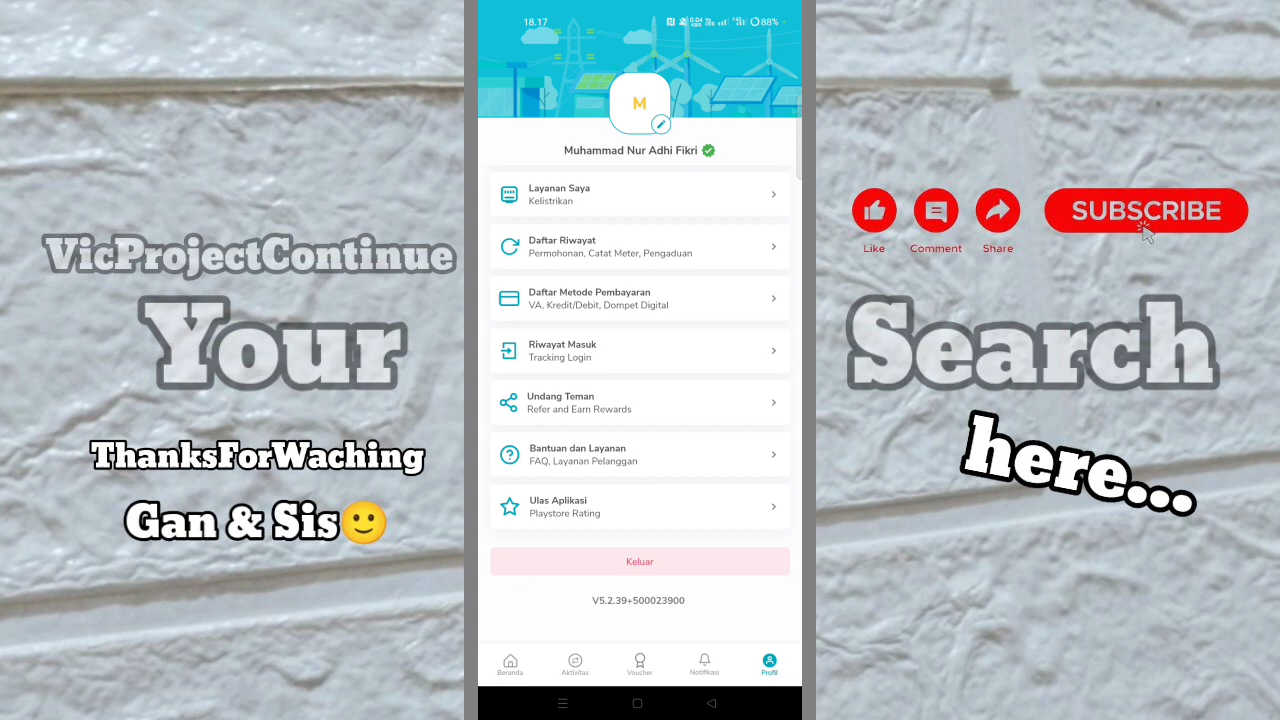 VicProjectContinue
Your
ThanksForWaching
Gan & Sis
18.17
88%
M
Muhammad Nur Adhi Fikri
Layanan Saya
Kelistrikan
Daftar Riwayat
Permohonan, Catat Meter, Pengaduan
Daftar Metode Pembayaran
VA, Kredit/Debit, Dompet Digital
Riwayat Masuk
Tracking Login
Undang Teman
Refer and Earn Rewards
Bantuan dan Layanan
FAQ, Layanan Pelanggan
Ulas Aplikasi
Playstore Rating
Keluar
V5.2.39+500023900
Beranda
Aktivitas
Voucher
Notifikasi
Profil
SUBSCRIBE
Like
Comment
Share
Search
here...